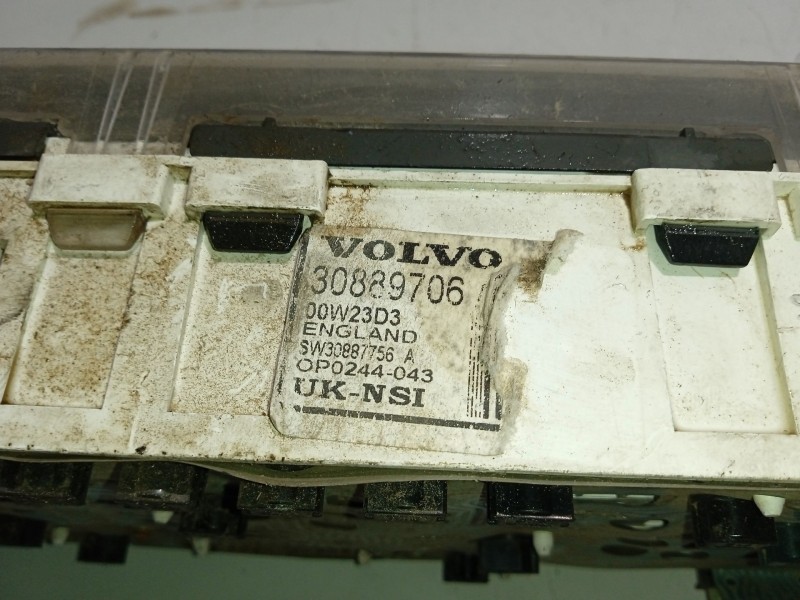 VOLVO
30889706
00W23D3
ENGLAND
SW30887756 A
OP0244-043
UK-NSI